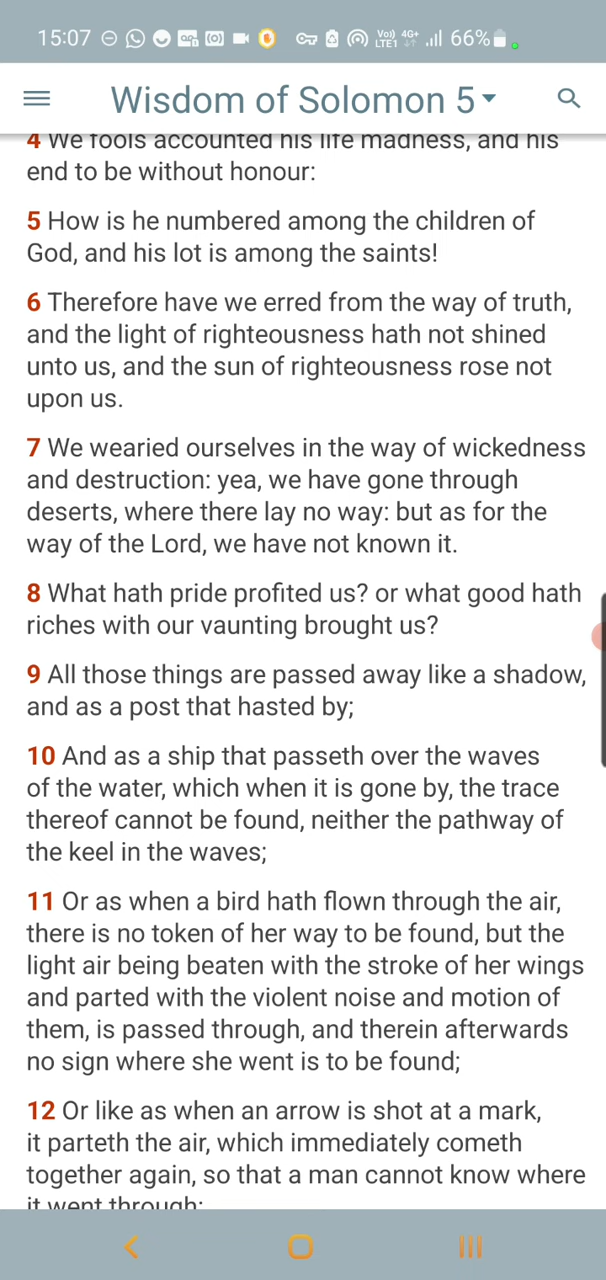 15:07 Vo)) 4G+ LTE1 66%
Wisdom of Solomon 5
4 We fools accounted his life madness, and his
end to be without honour:
5 How is he numbered among the children of
God, and his lot is among the saints!
6 Therefore have we erred from the way of truth,
and the light of righteousness hath not shined
unto us, and the sun of righteousness rose not
upon us.
7 We wearied ourselves in the way of wickedness
and destruction: yea, we have gone through
deserts, where there lay no way: but as for the
way of the Lord, we have not known it.
8 What hath pride profited us? or what good hath
riches with our vaunting brought us?
9 All those things are passed away like a shadow,
and as a post that hasted by;
10 And as a ship that passeth over the waves
of the water, which when it is gone by, the trace
thereof cannot be found, neither the pathway of
the keel in the waves;
11 Or as when a bird hath flown through the air,
there is no token of her way to be found, but the
light air being beaten with the stroke of her wings
and parted with the violent noise and motion of
them, is passed through, and therein afterwards
no sign where she went is to be found;
12 Or like as when an arrow is shot at a mark,
it parteth the air, which immediately cometh
together again, so that a man cannot know where
it went through: